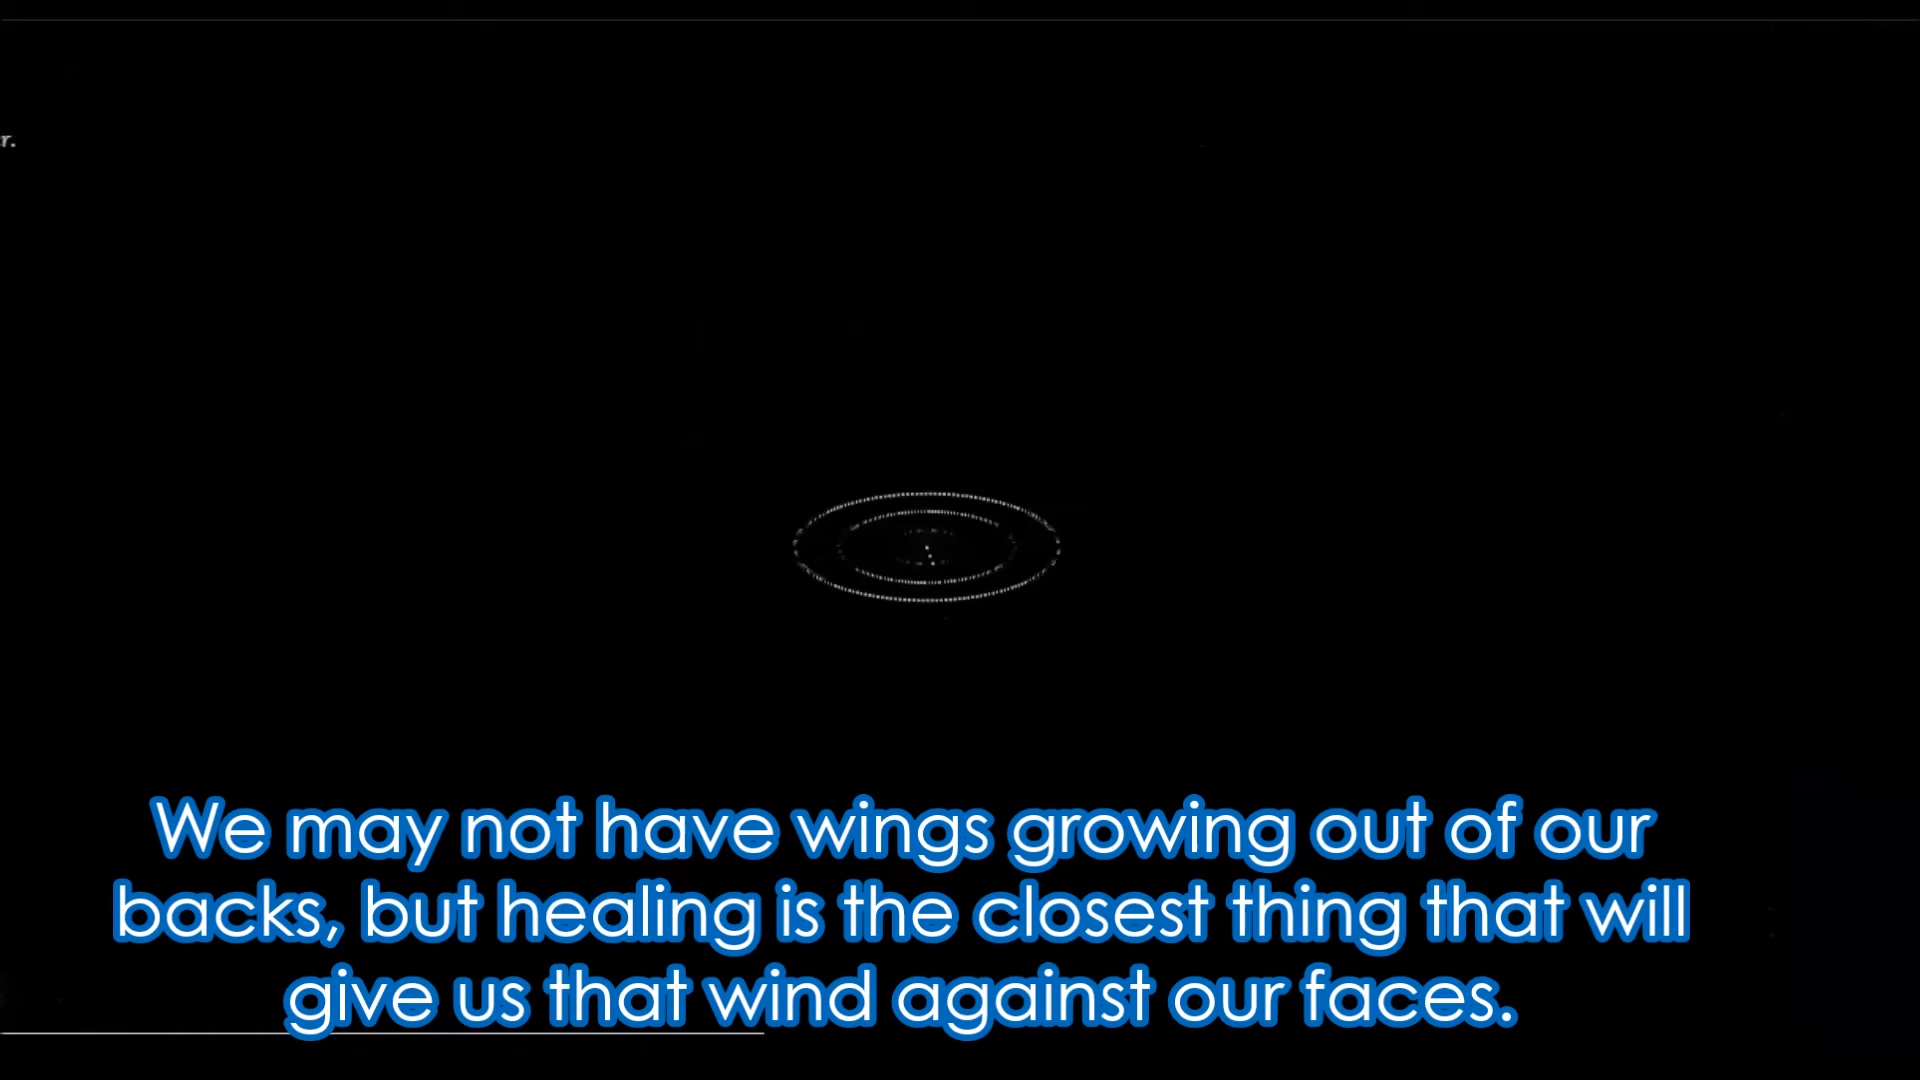 r.
We may not have wings growing out of our
backs, but healing is the closest thing that will
give us that wind against our faces.